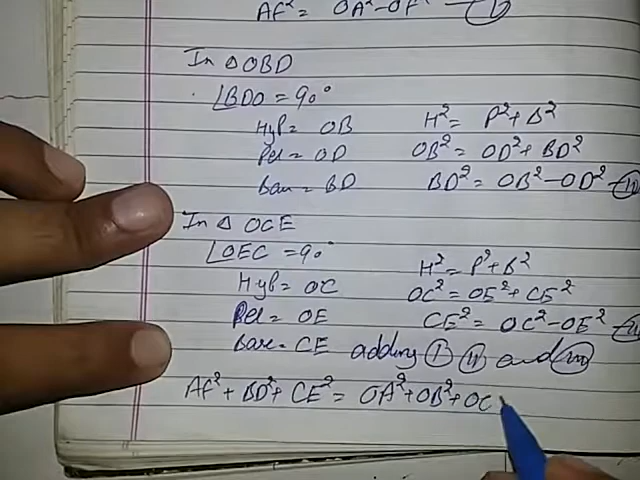 AF² = OA² - OF² - (I)
In △ OBD
∠BDO = 90°
Hyp = OB H² = P² + B²
Per = OD OB² = OD² + BD²
Base = BD BD² = OB² - OD² - (II)
In △ OCE
∠OEC = 90°
H² = P² + B²
Hyp = OC OC² = OE² + CE²
Per = OE CE² = OC² - OE² - (III)
Base = CE adding (I) (II) and (III)
AF² + BD² + CE² = OA² + OB² + OC